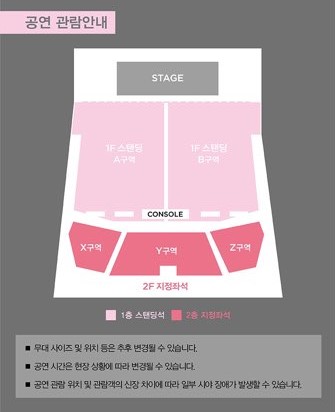 공연 관람안내
STAGE
1F 스탠딩
A구역
1F 스탠딩
B구역
CONSOLE
X구역
Y구역
Z구역
2F 지정좌석
1층 스탠딩석
2층 지정좌석
■ 무대 사이즈 및 위치 등은 추후 변경될 수 있습니다.
■ 공연 시간은 현장 상황에 따라 변경될 수 있습니다.
■ 공연 관람 위치 및 관람객의 신장 차이에 따라 일부 시야 장애가 발생할 수 있습니다.